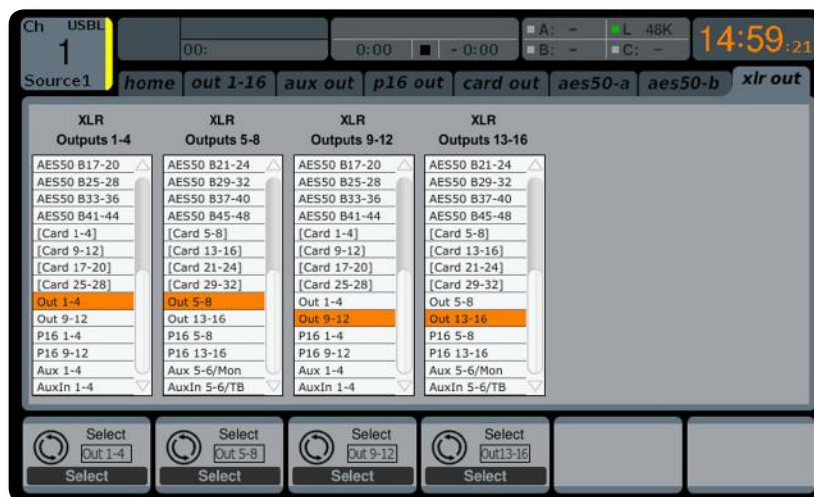 Ch USBL
1
Source1
00:
0:00 - 0:00
A: - L 48K
B: - C: -
14:59:21
home out 1-16 aux out p16 out card out aes50-a aes50-b xlr out
XLR
Outputs 1-4
AES50 B17-20
AES50 B25-28
AES50 B33-36
AES50 B41-44
[Card 1-4]
[Card 9-12]
[Card 17-20]
[Card 25-28]
Out 1-4
Out 9-12
P16 1-4
P16 9-12
Aux 1-4
AuxIn 1-4
XLR
Outputs 5-8
AES50 B21-24
AES50 B29-32
AES50 B37-40
AES50 B45-48
[Card 5-8]
[Card 13-16]
[Card 21-24]
[Card 29-32]
Out 5-8
Out 13-16
P16 5-8
P16 13-16
Aux 5-6/Mon
AuxIn 5-6/TB
XLR
Outputs 9-12
AES50 B17-20
AES50 B25-28
AES50 B33-36
AES50 B41-44
[Card 1-4]
[Card 9-12]
[Card 17-20]
[Card 25-28]
Out 1-4
Out 9-12
P16 1-4
P16 9-12
Aux 1-4
AuxIn 1-4
XLR
Outputs 13-16
AES50 B21-24
AES50 B29-32
AES50 B37-40
AES50 B45-48
[Card 5-8]
[Card 13-16]
[Card 21-24]
[Card 29-32]
Out 5-8
Out 13-16
P16 5-8
P16 13-16
Aux 5-6/Mon
AuxIn 5-6/TB
Select
Out 1-4
Select
Select
Out 5-8
Select
Select
Out 9-12
Select
Select
Out13-16
Select